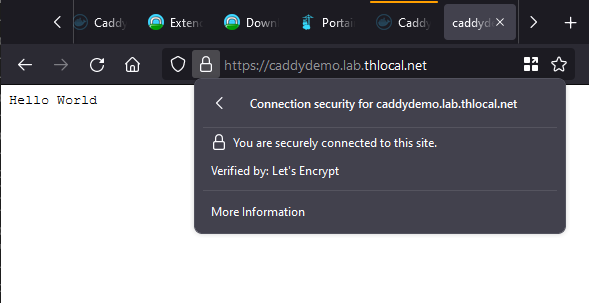 Caddy
Exten
Down
Portai
Caddy
caddyd
https://caddydemo.lab.thlocal.net
Hello World
Connection security for caddydemo.lab.thlocal.net
You are securely connected to this site.
Verified by: Let's Encrypt
More Information